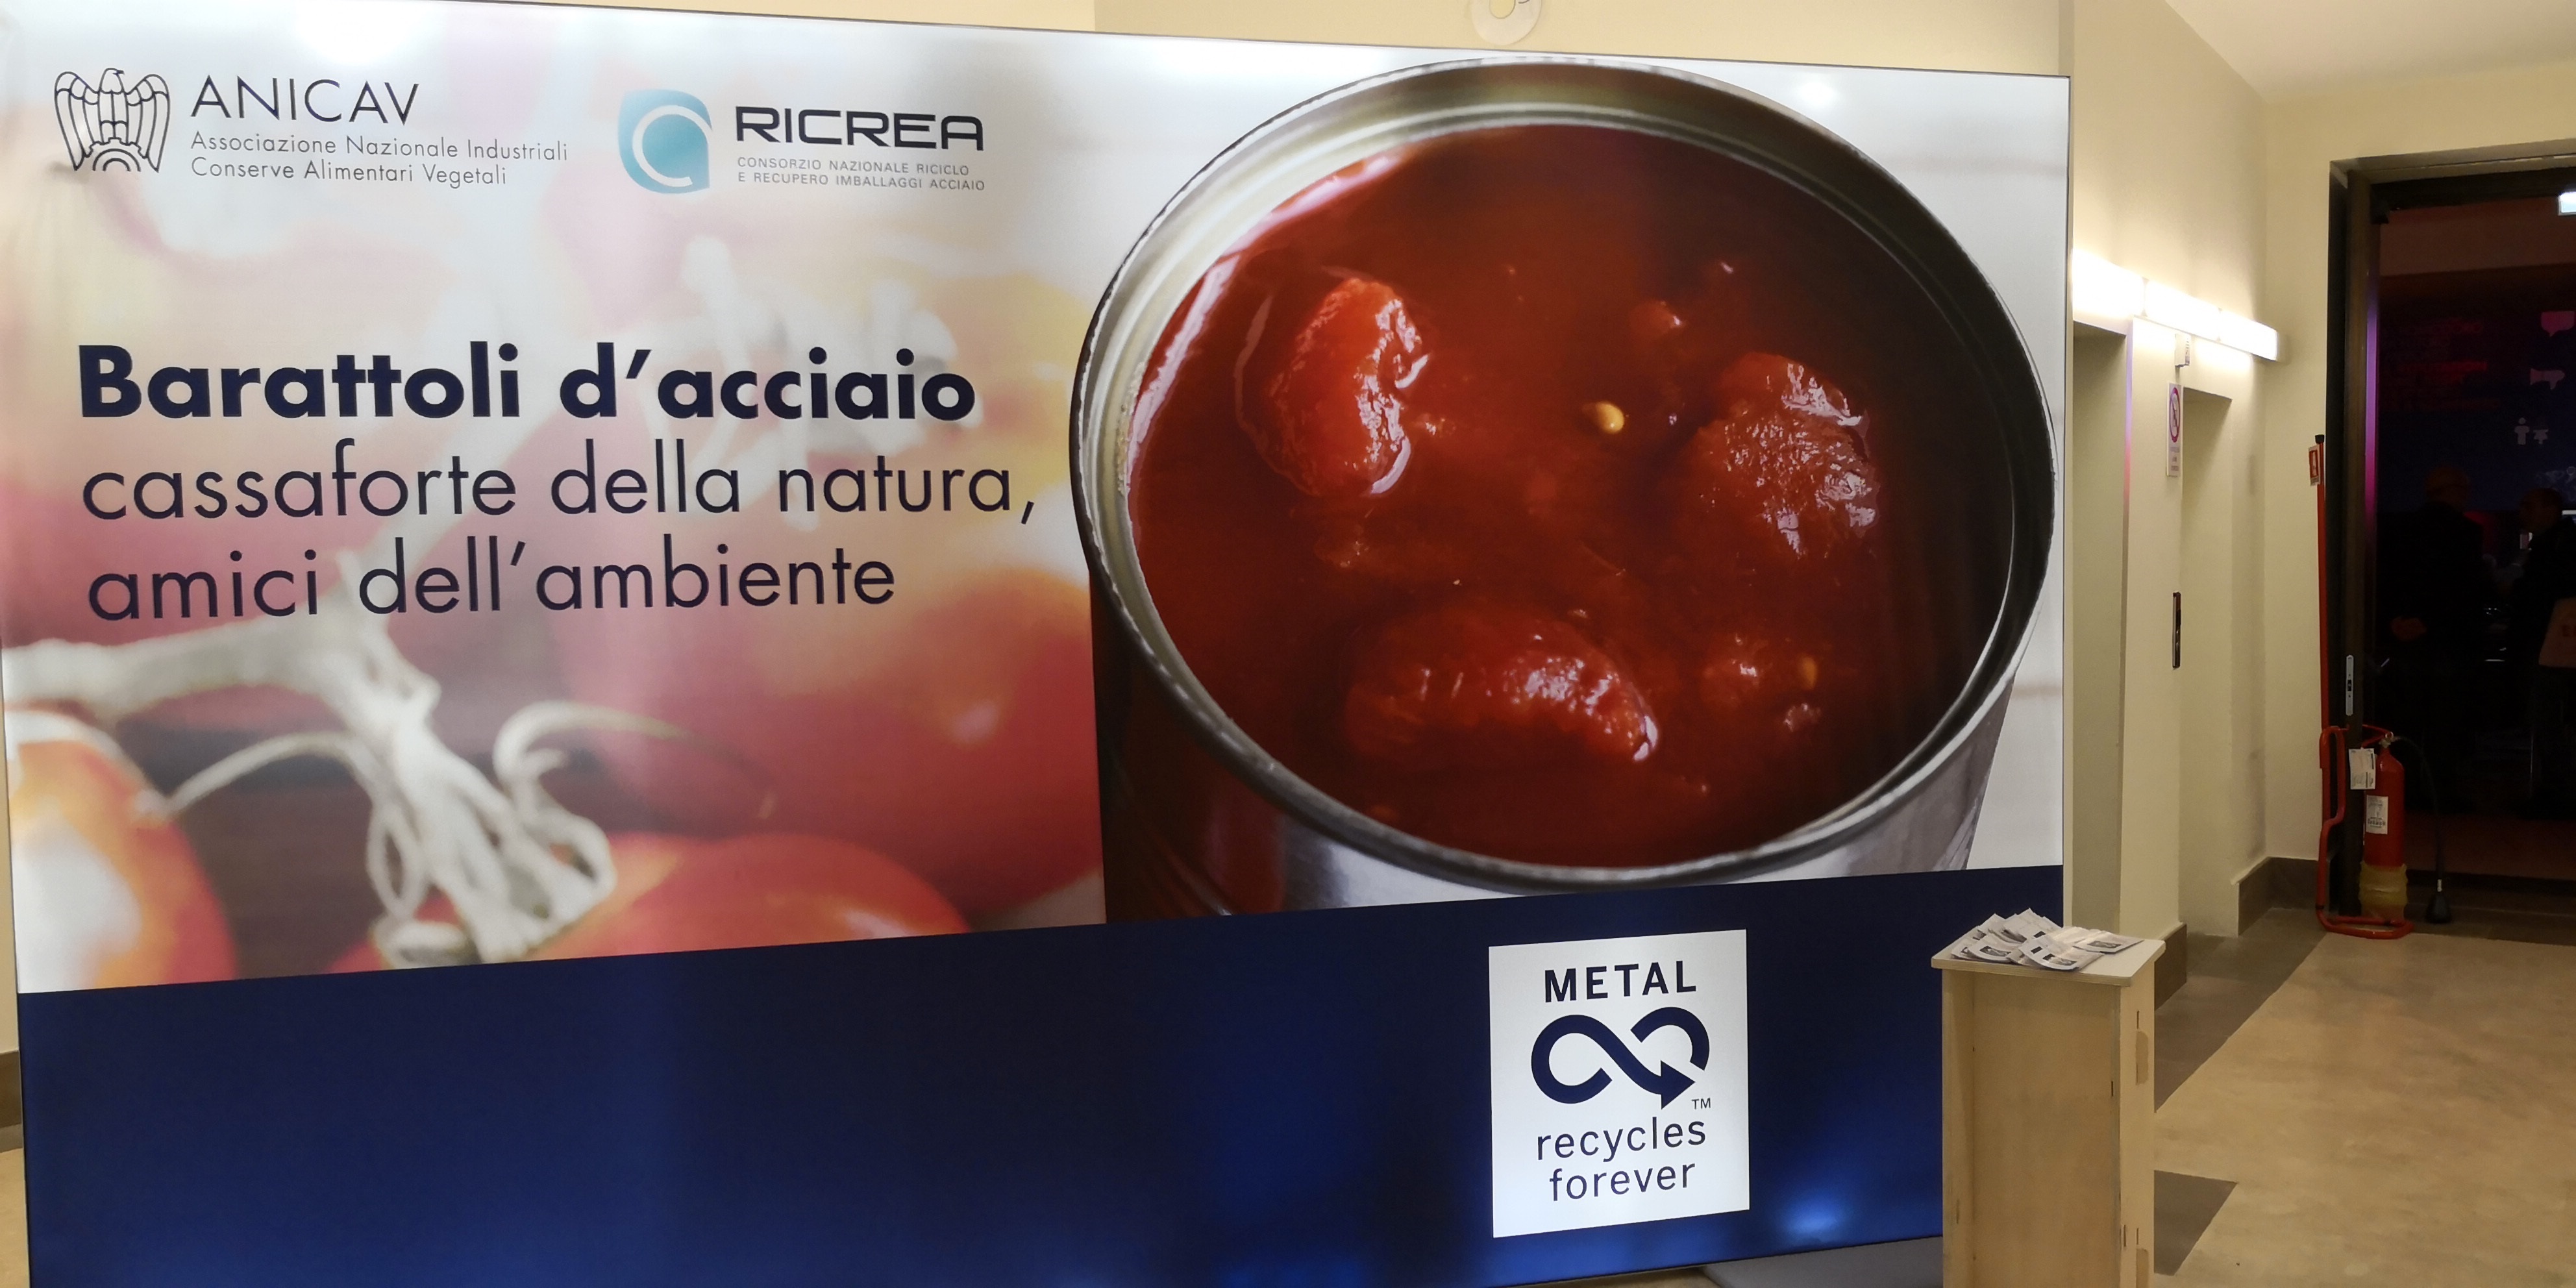 ANICAV
Associazione Nazionale Industriali
Conserve Alimentari Vegetali
RICREA
CONSORZIO NAZIONALE RICICLO
E RECUPERO IMBALLAGGI ACCIAIO
Barattoli d'acciaio
cassaforte della natura,
amici dell'ambiente
METAL
TM
recycles
forever